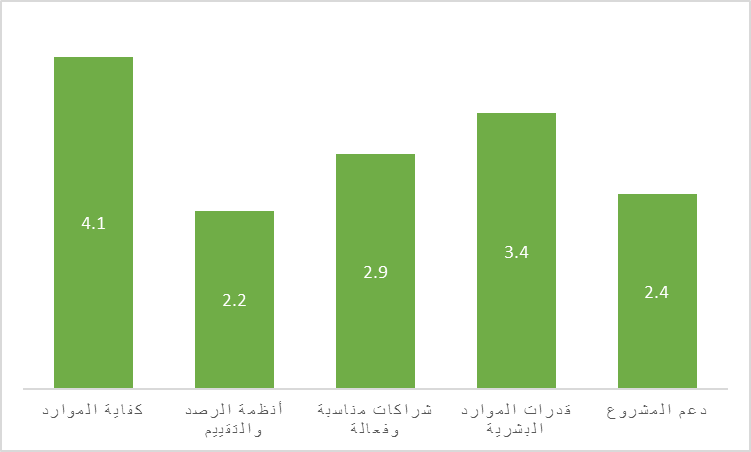 4.1
2.2
2.9
3.4
2.4
كفاية الموارد
أنظمة الرصد
والتقييم
شراكات مناسبة
وفعالة
قدرات الموارد
البشرية
دعم المشروع